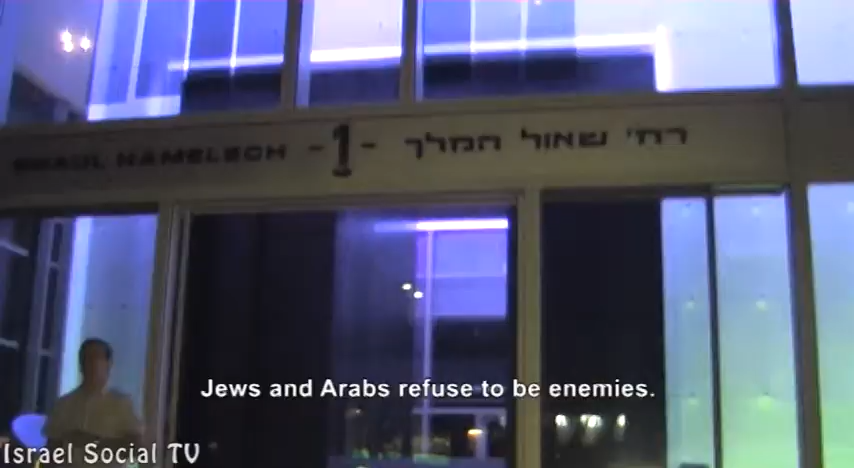 SHAUL HAMELECH -1- רח' שאול המלך
Jews and Arabs refuse to be enemies.
Israel Social TV